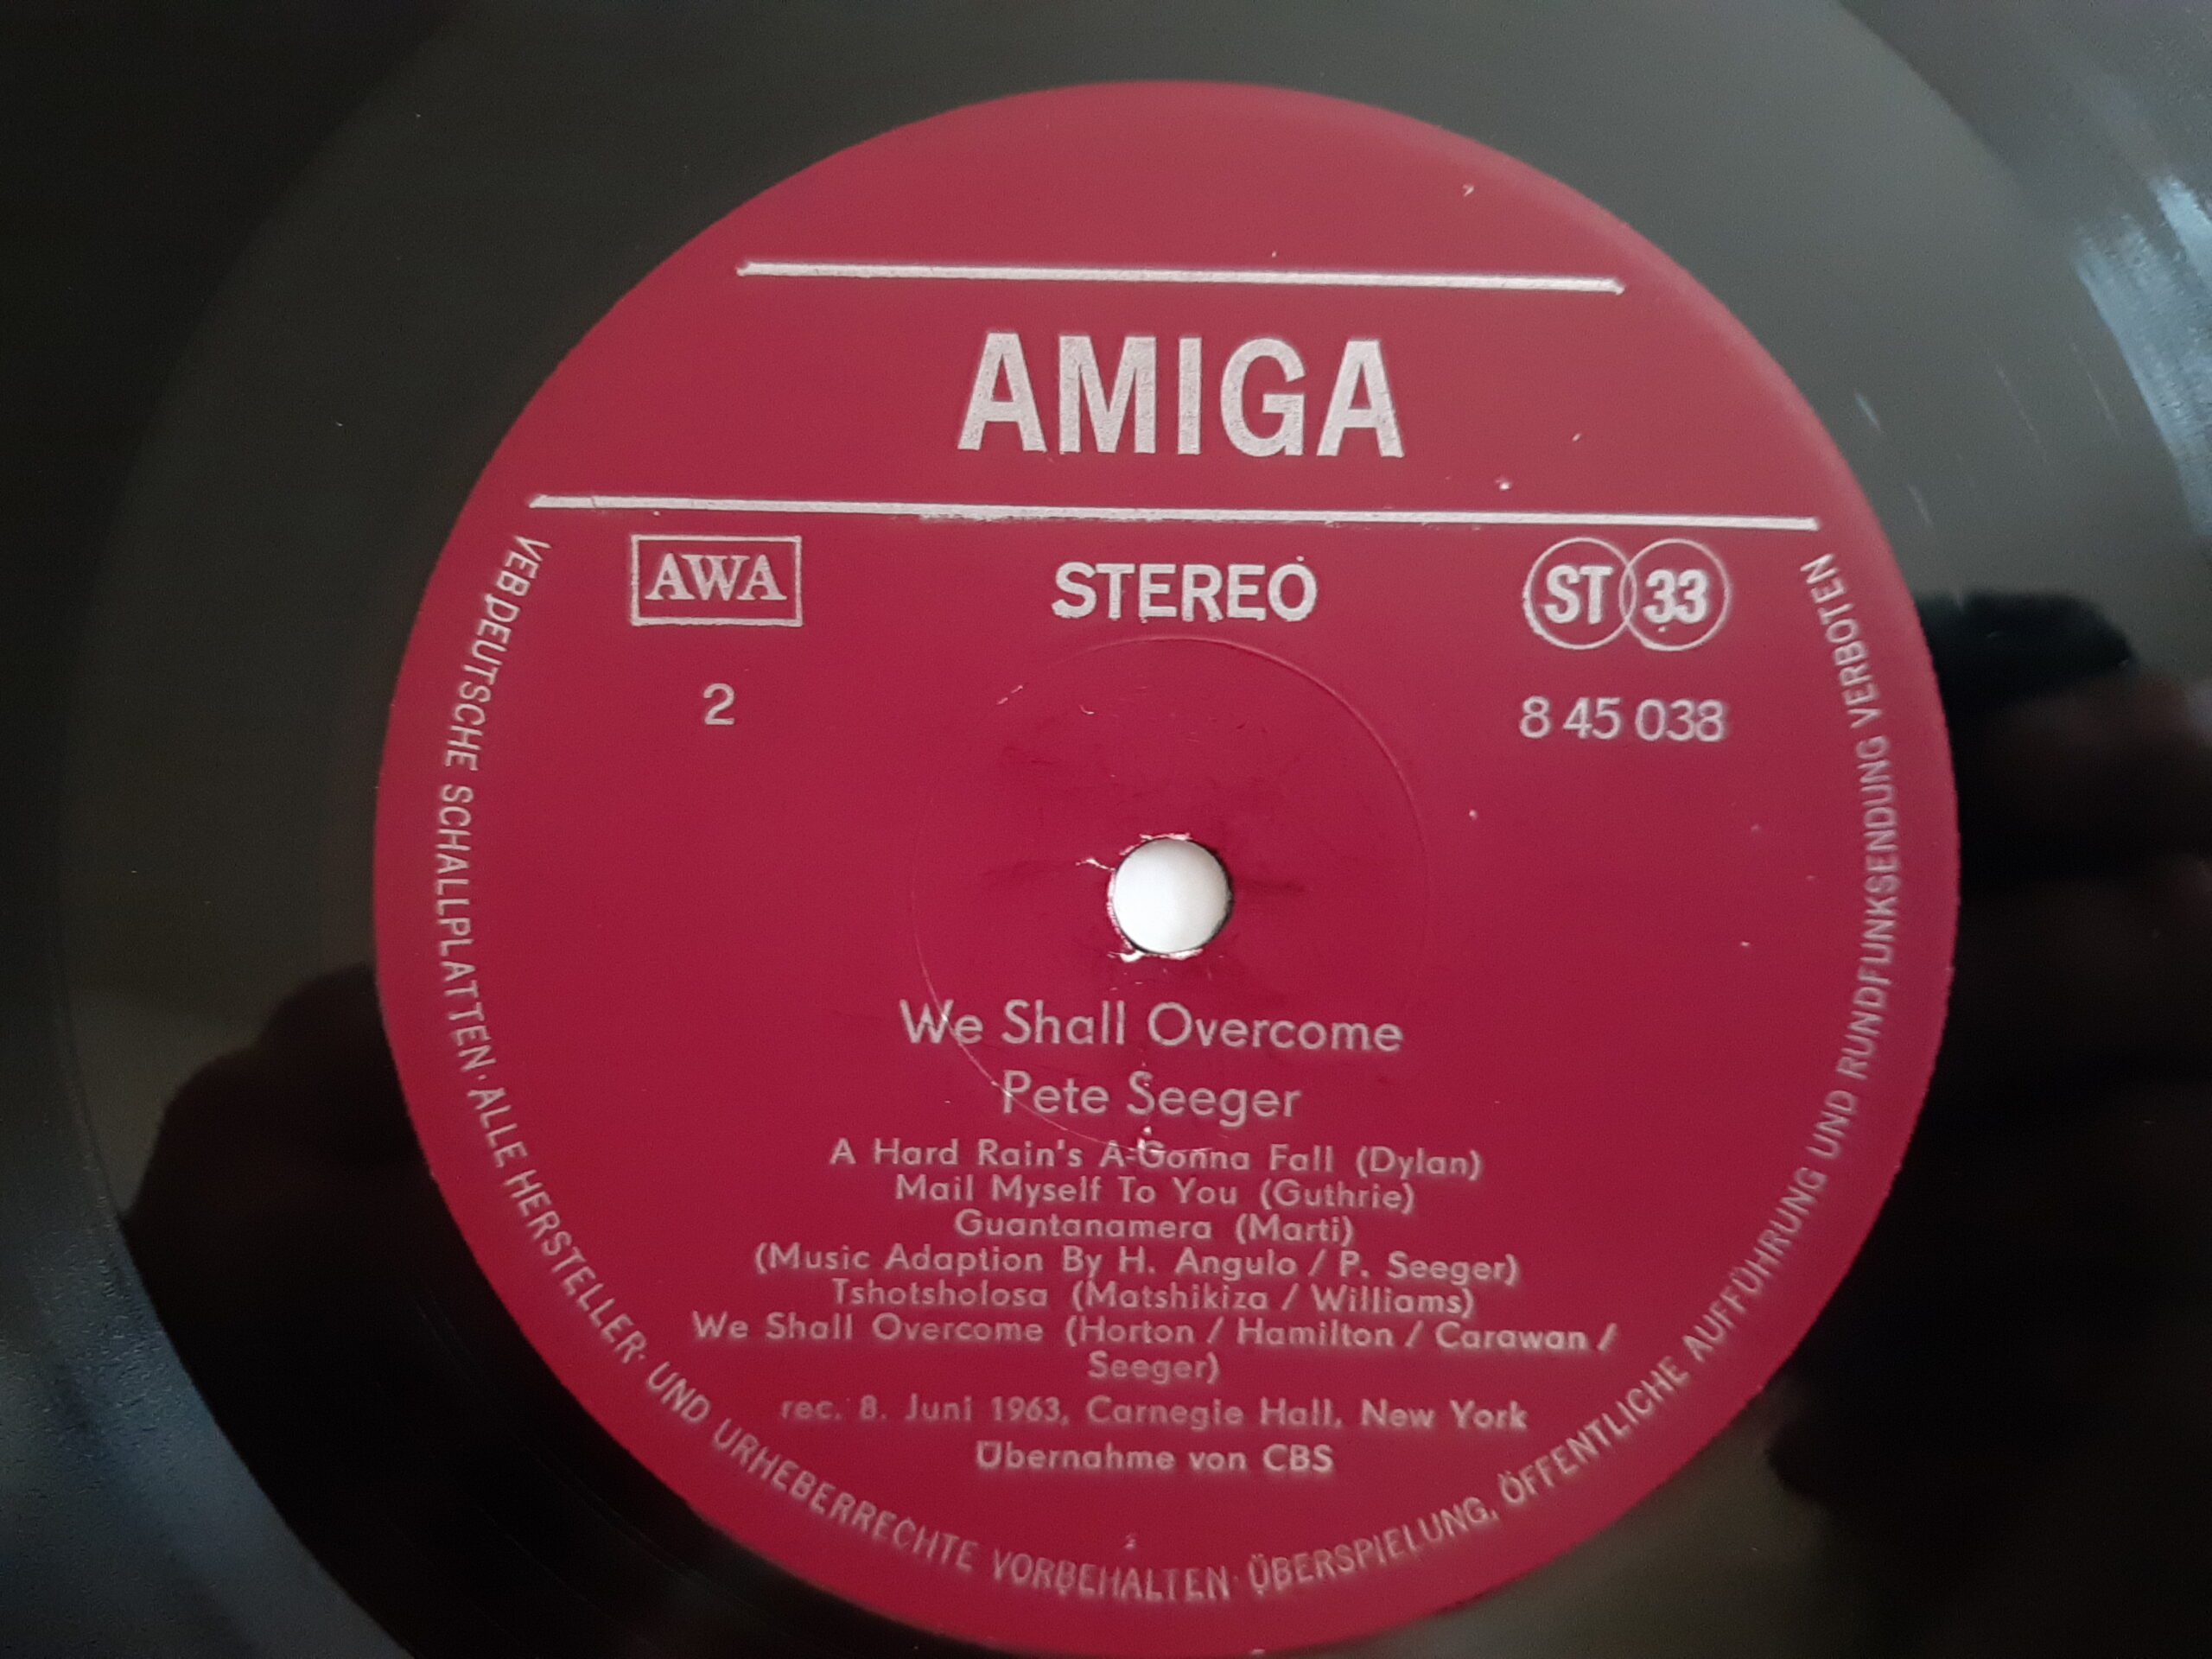 AMIGA
AWA
STEREO
ST 33
2
8 45 038
We Shall Overcome
Pete Seeger
A Hard Rain's A-Gonna Fall (Dylan)
Mail Myself To You (Guthrie)
Guantanamera (Marti)
(Music Adaption By H. Angulo / P. Seeger)
Tshotsholosa (Matshikiza / Williams)
We Shall Overcome (Horton / Hamilton / Carawan /
Seeger)
rec. 8. Juni 1963, Carnegie Hall, New York
Übernahme von CBS
VEB DEUTSCHE SCHALLPLATTEN · ALLE HERSTELLER- UND URHEBERRECHTE VORBEHALTEN · ÜBERSPIELUNG, ÖFFENTLICHE AUFFÜHRUNG UND RUNDFUNKSENDUNG VERBOTEN